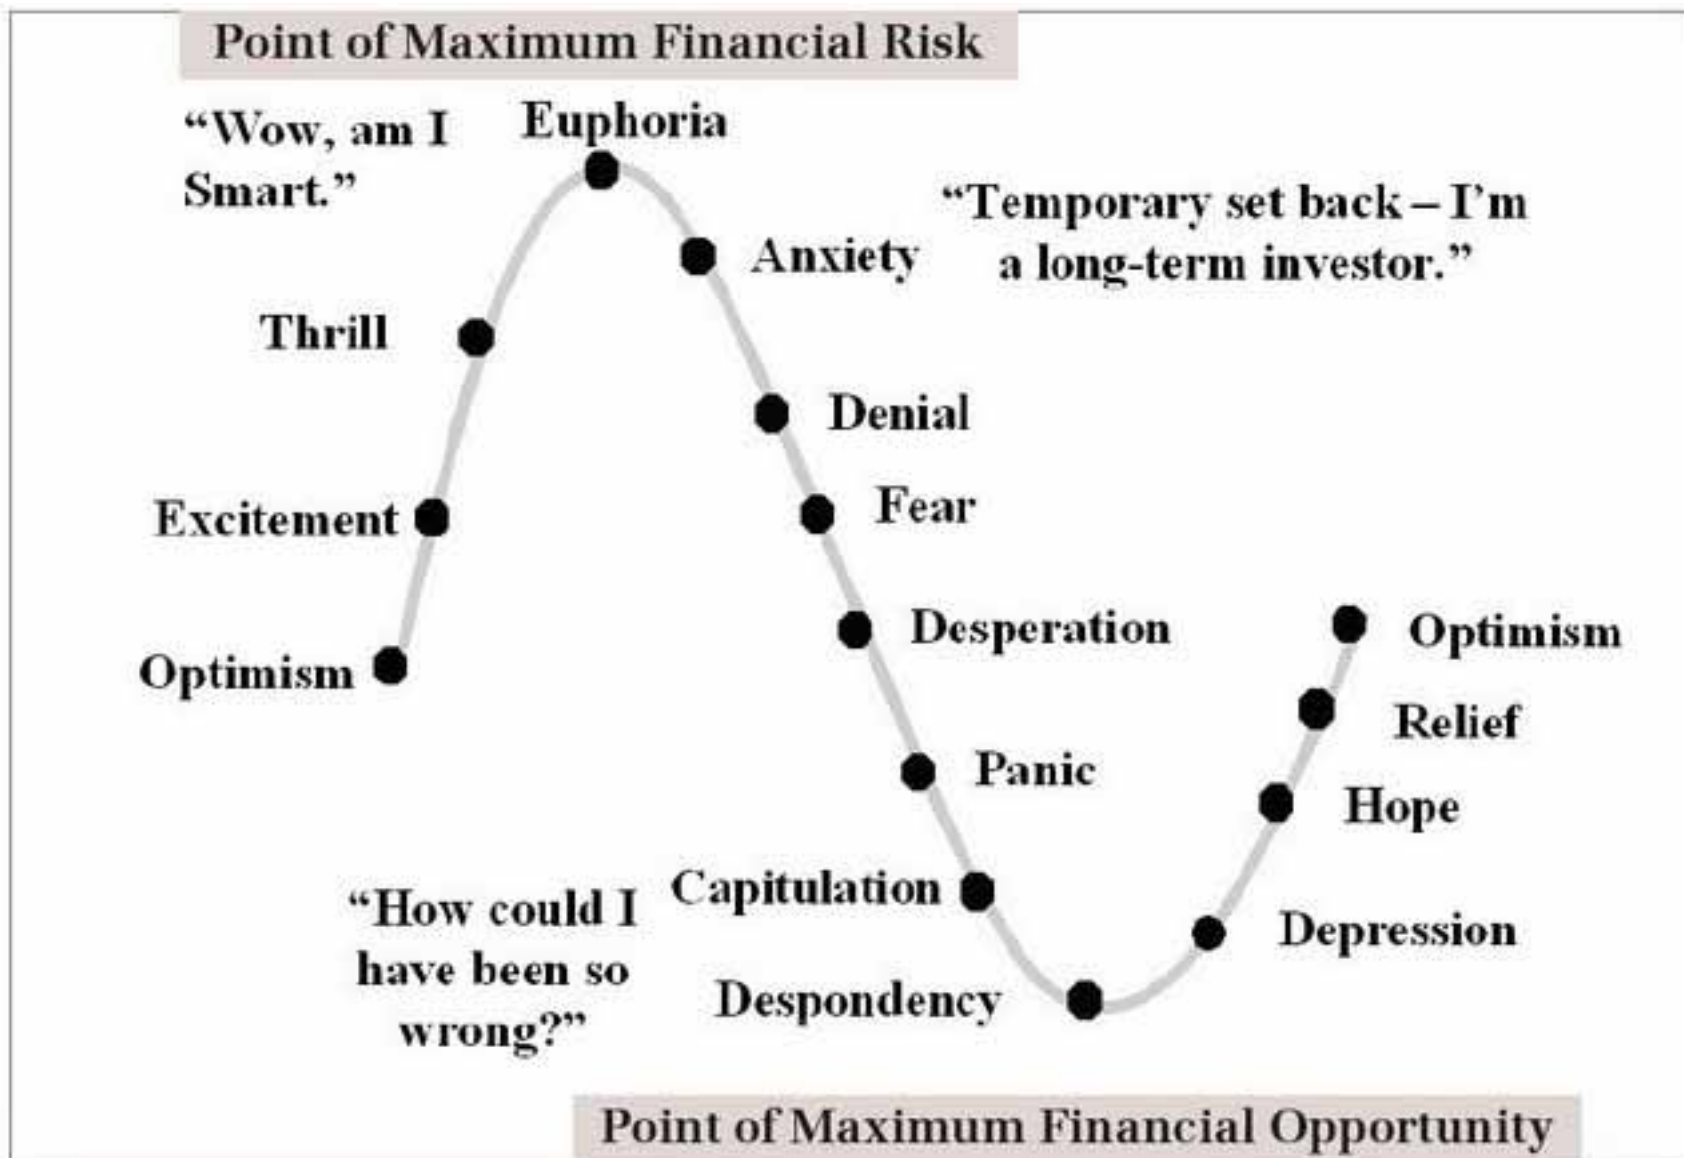 Point of Maximum Financial Risk
“Wow, am I
Smart.”
Euphoria
“Temporary set back – I’m
a long-term investor.”
Anxiety
Thrill
Denial
Excitement
Fear
Optimism
Desperation
Optimism
Relief
Panic
Hope
Capitulation
“How could I
have been so
wrong?”
Depression
Despondency
Point of Maximum Financial Opportunity